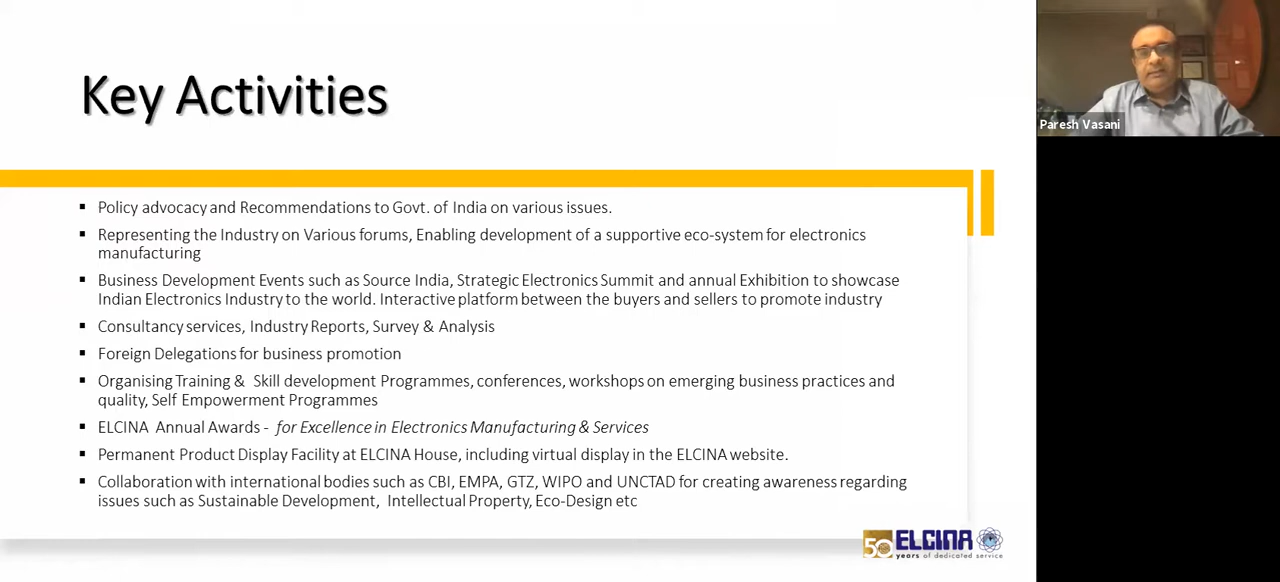 Key Activities
Paresh Vasani
Policy advocacy and Recommendations to Govt. of India on various issues.
Representing the Industry on Various forums, Enabling development of a supportive eco-system for electronics
manufacturing
Business Development Events such as Source India, Strategic Electronics Summit and annual Exhibition to showcase
Indian Electronics Industry to the world. Interactive platform between the buyers and sellers to promote industry
Consultancy services, Industry Reports, Survey & Analysis
Foreign Delegations for business promotion
Organising Training & Skill development Programmes, conferences, workshops on emerging business practices and
quality, Self Empowerment Programmes
ELCINA Annual Awards - for Excellence in Electronics Manufacturing & Services
Permanent Product Display Facility at ELCINA House, including virtual display in the ELCINA website.
Collaboration with international bodies such as CBI, EMPA, GTZ, WIPO and UNCTAD for creating awareness regarding
issues such as Sustainable Development, Intellectual Property, Eco-Design etc
50 ELCINA
years of dedicated service